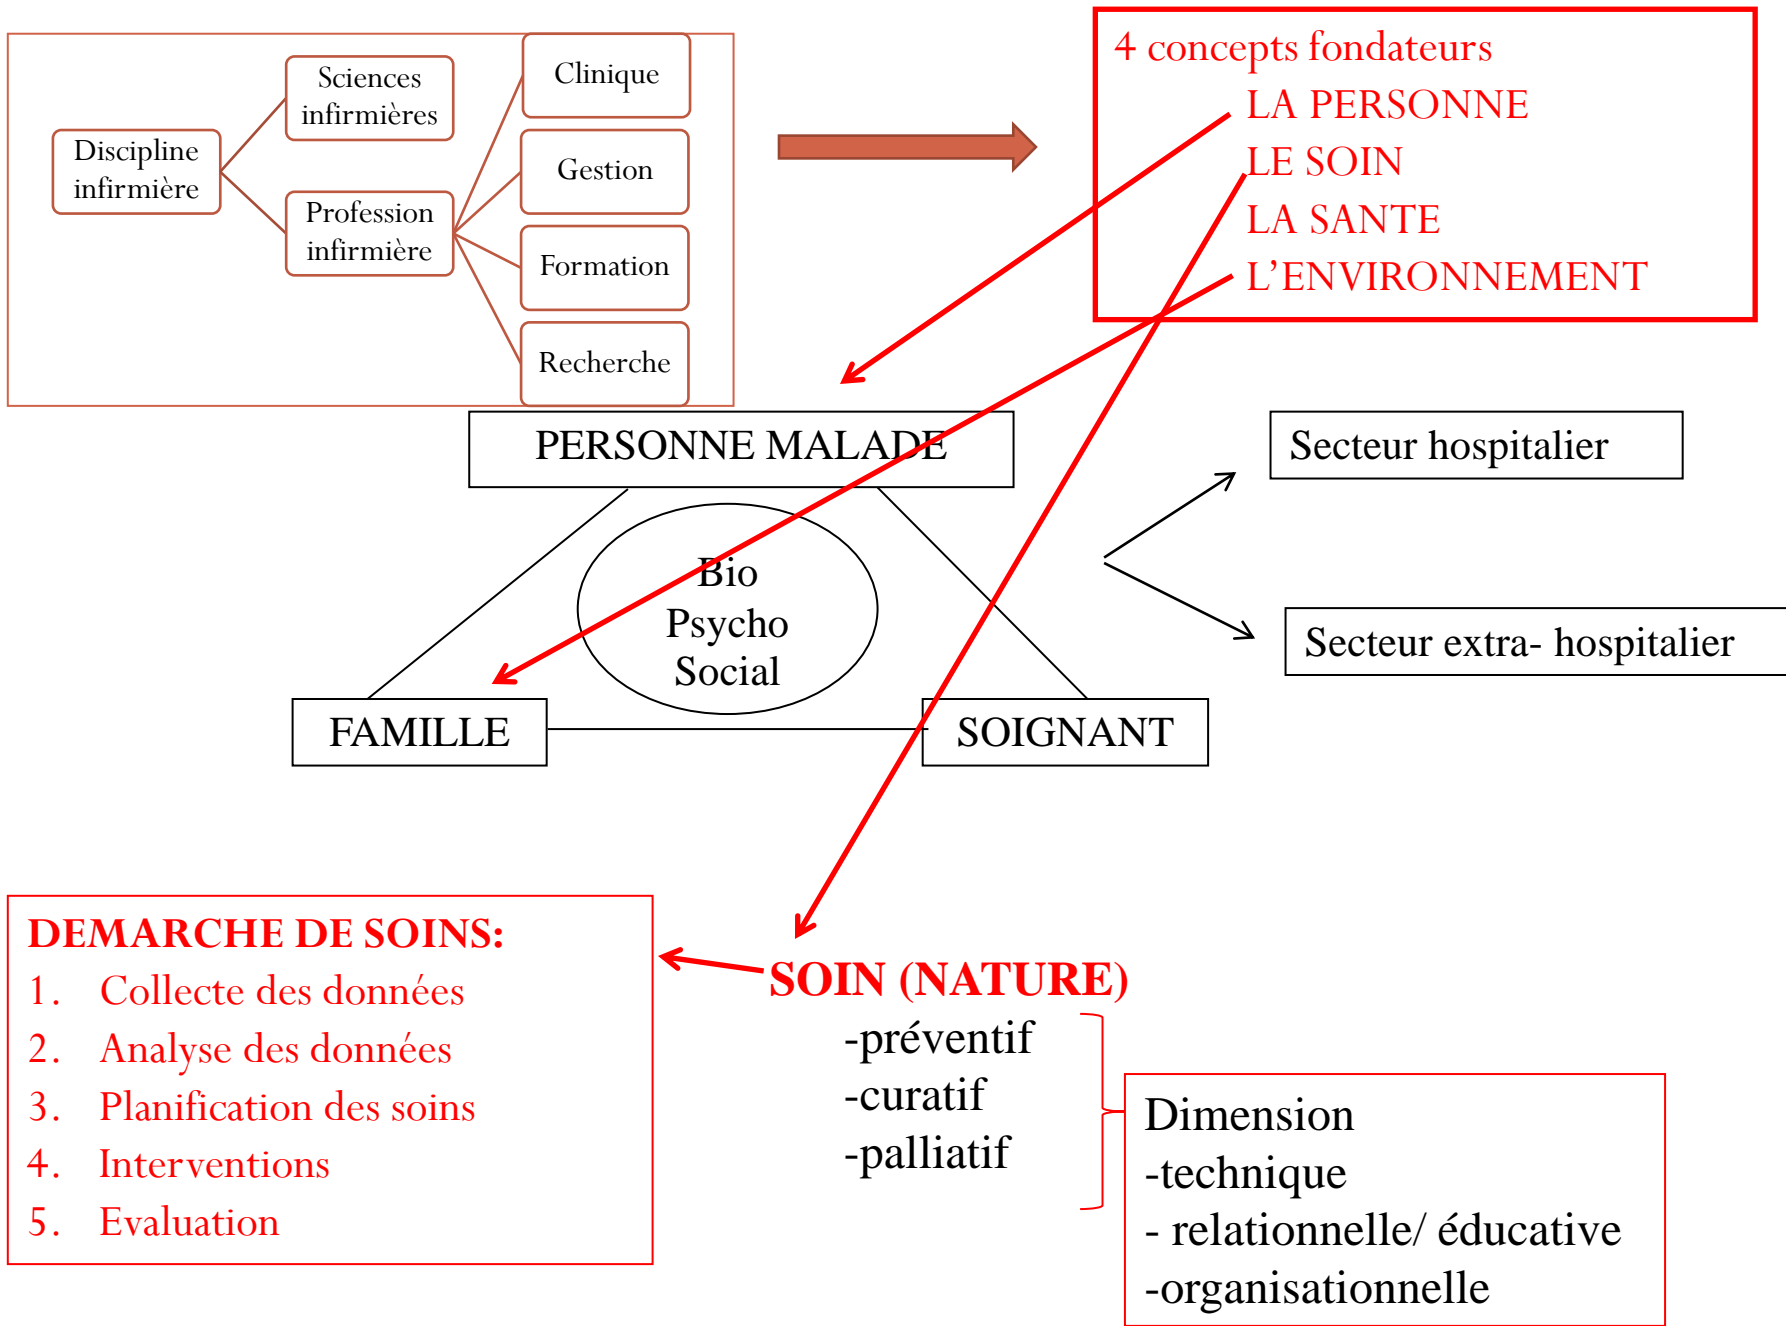 Discipline
infirmière
Sciences
infirmières
Profession
infirmière
Clinique
Gestion
Formation
Recherche
4 concepts fondateurs
LA PERSONNE
LE SOIN
LA SANTE
L’ENVIRONNEMENT
PERSONNE MALADE
Bio
Psycho
Social
FAMILLE
SOIGNANT
Secteur hospitalier
Secteur extra- hospitalier
DEMARCHE DE SOINS:
1. Collecte des données
2. Analyse des données
3. Planification des soins
4. Interventions
5. Evaluation
SOIN (NATURE)
-préventif
-curatif
-palliatif
Dimension
-technique
- relationnelle/ éducative
-organisationnelle